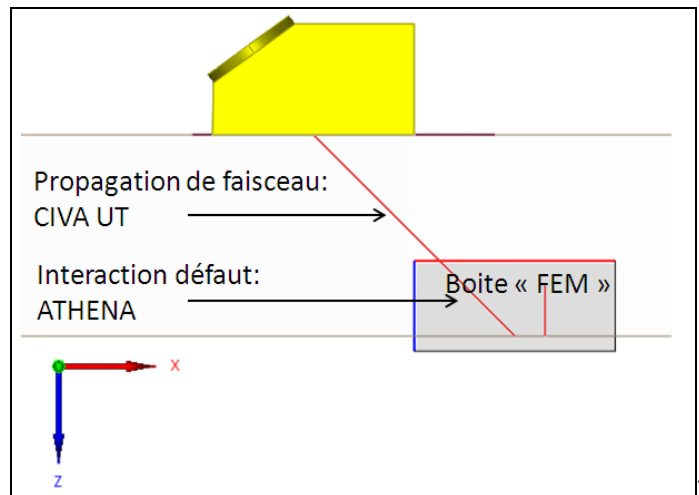 Propagation de faisceau:
CIVA UT
Interaction défaut:
ATHENA
Boite « FEM »
X
Z